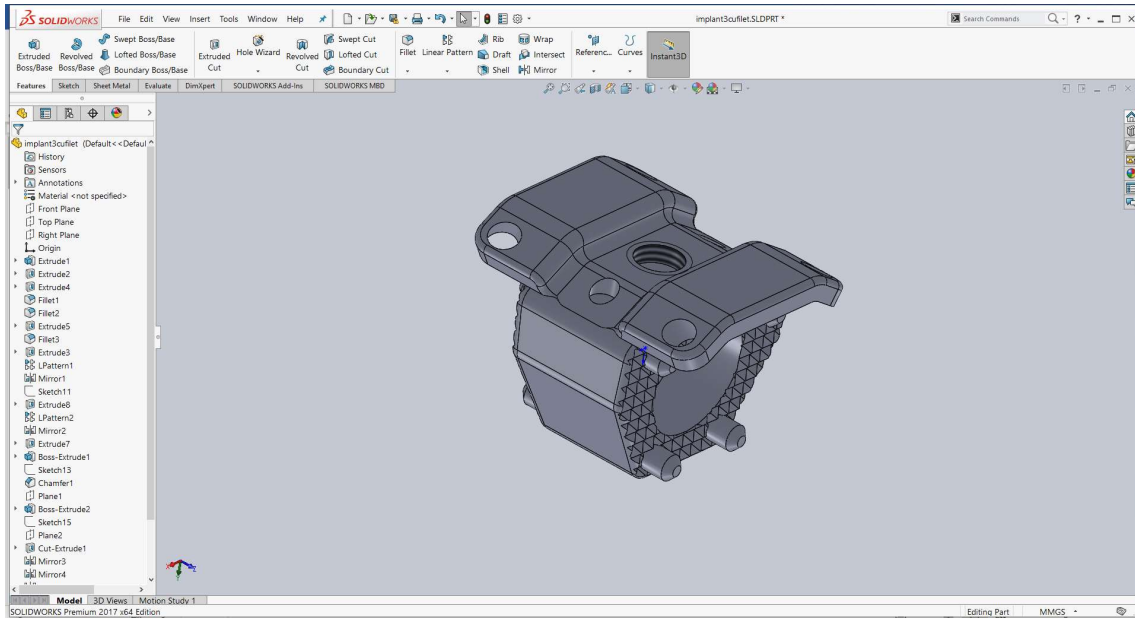 SOLIDWORKS File Edit View Insert Tools Window Help implant3cufilet.SLDPRT * Search Commands ?
Extruded Boss/Base
Revolved Boss/Base
Swept Boss/Base
Lofted Boss/Base
Boundary Boss/Base
Extruded Cut
Hole Wizard
Revolved Cut
Swept Cut
Lofted Cut
Boundary Cut
Fillet
Linear Pattern
Rib
Draft
Shell
Wrap
Intersect
Mirror
Referenc...
Curves
Instant3D
Features Sketch Sheet Metal Evaluate DimXpert SOLIDWORKS Add-Ins SOLIDWORKS MBD
implant3cufilet (Default<<Defaul
History
Sensors
Annotations
Material <not specified>
Front Plane
Top Plane
Right Plane
Origin
Extrude1
Extrude2
Extrude4
Fillet1
Fillet2
Extrude5
Fillet3
Extrude3
LPattern1
Mirror1
Sketch11
Extrude8
LPattern2
Mirror2
Extrude7
Boss-Extrude1
Sketch13
Chamfer1
Plane1
Boss-Extrude2
Sketch15
Plane2
Cut-Extrude1
Mirror3
Mirror4
Model 3D Views Motion Study 1
SOLIDWORKS Premium 2017 x64 Edition Editing Part MMGS